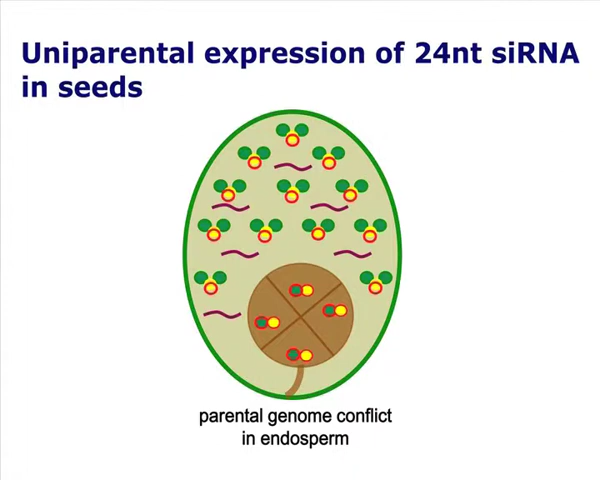 Uniparental expression of 24nt siRNA
in seeds
parental genome conflict
in endosperm